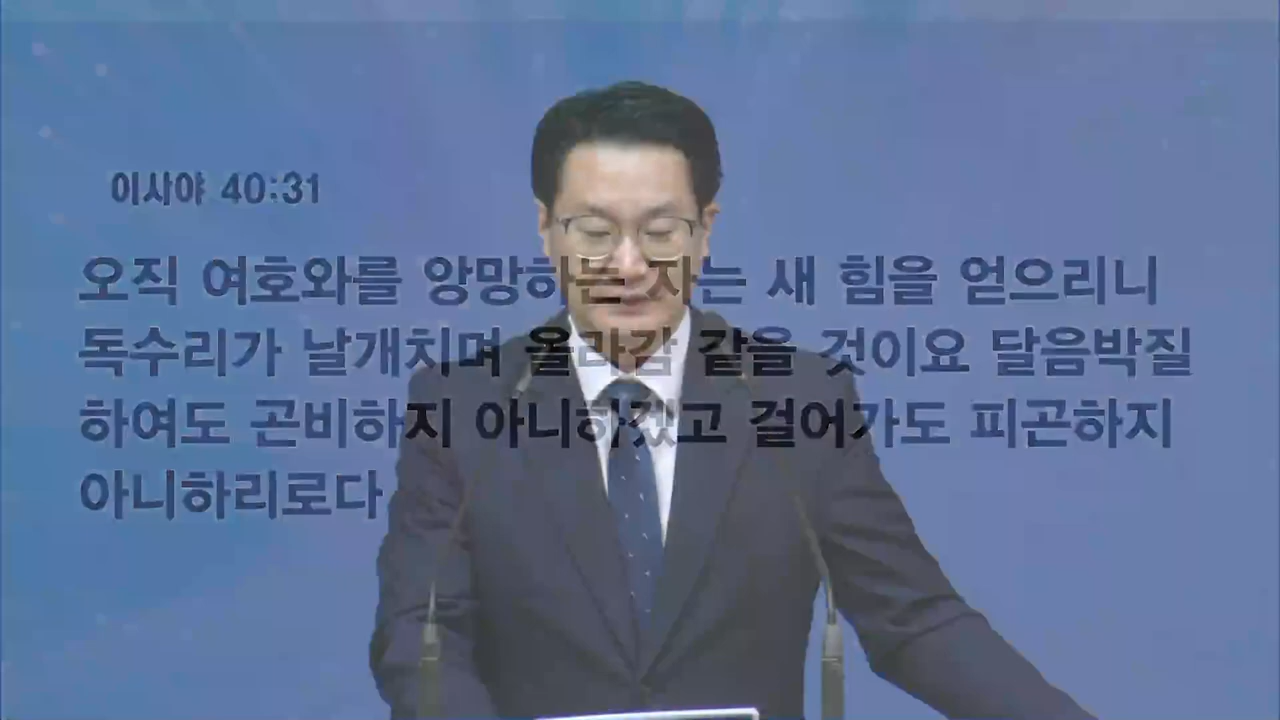 이사야 40:31
오직 여호와를 앙망하는 자는 새 힘을 얻으리니
독수리가 날개치며 올라감 같을 것이요 달음박질
하여도 곤비하지 아니하겠고 걸어가도 피곤하지
아니하리로다